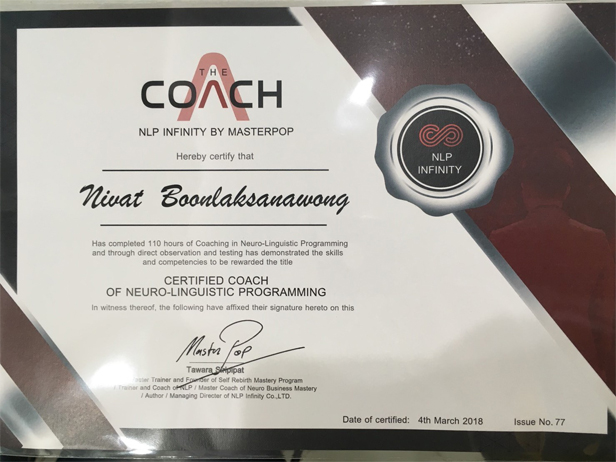 THE
COACH
NLP INFINITY BY MASTERPOP
Hereby certify that
Nivat Boonlaksanawong
Has completed 110 hours of Coaching in Neuro-Linguistic Programming
and through direct observation and testing has demonstrated the skills
and competencies to be rewarded the title
CERTIFIED COACH
OF NEURO-LINGUISTIC PROGRAMMING
In witness thereof, the following have affixed their signature hereto on this
Master Pop
Tawara Siripipat
Trainer and Founder of Self Rebirth Mastery Program
/ Trainer and Coach of NLP / Master Coach of Neuro Business Mastery
/ Author / Managing Director of NLP Infinity Co.,LTD.
Date of certified: 4th March 2018
Issue No. 77
NLP
INFINITY